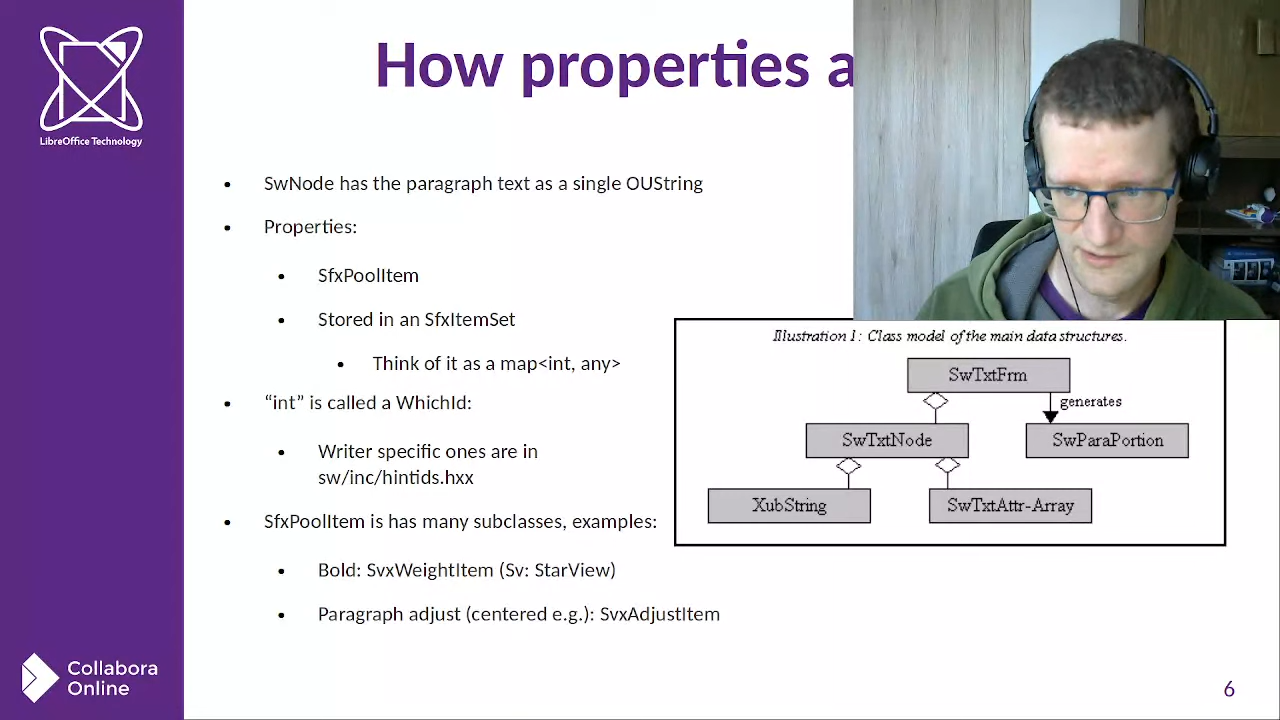 LibreOffice Technology
How properties a
• SwNode has the paragraph text as a single OUString
• Properties:
• SfxPoolItem
• Stored in an SfxItemSet
• Think of it as a map<int, any>
• “int” is called a WhichId:
• Writer specific ones are in
sw/inc/hintids.hxx
• SfxPoolItem is has many subclasses, examples:
• Bold: SvxWeightItem (Sv: StarView)
• Paragraph adjust (centered e.g.): SvxAdjustItem
Illustration 1: Class model of the main data structures.
SwTxtFrm
generates
SwTxtNode
SwParaPortion
XubString
SwTxtAttr-Array
Collabora
Online
6